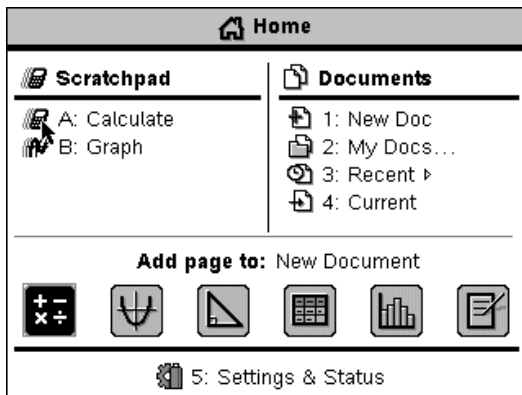 Home
Scratchpad
A: Calculate
B: Graph
Documents
1: New Doc
2: My Docs...
3: Recent ▹
4: Current
Add page to: New Document
5: Settings & Status